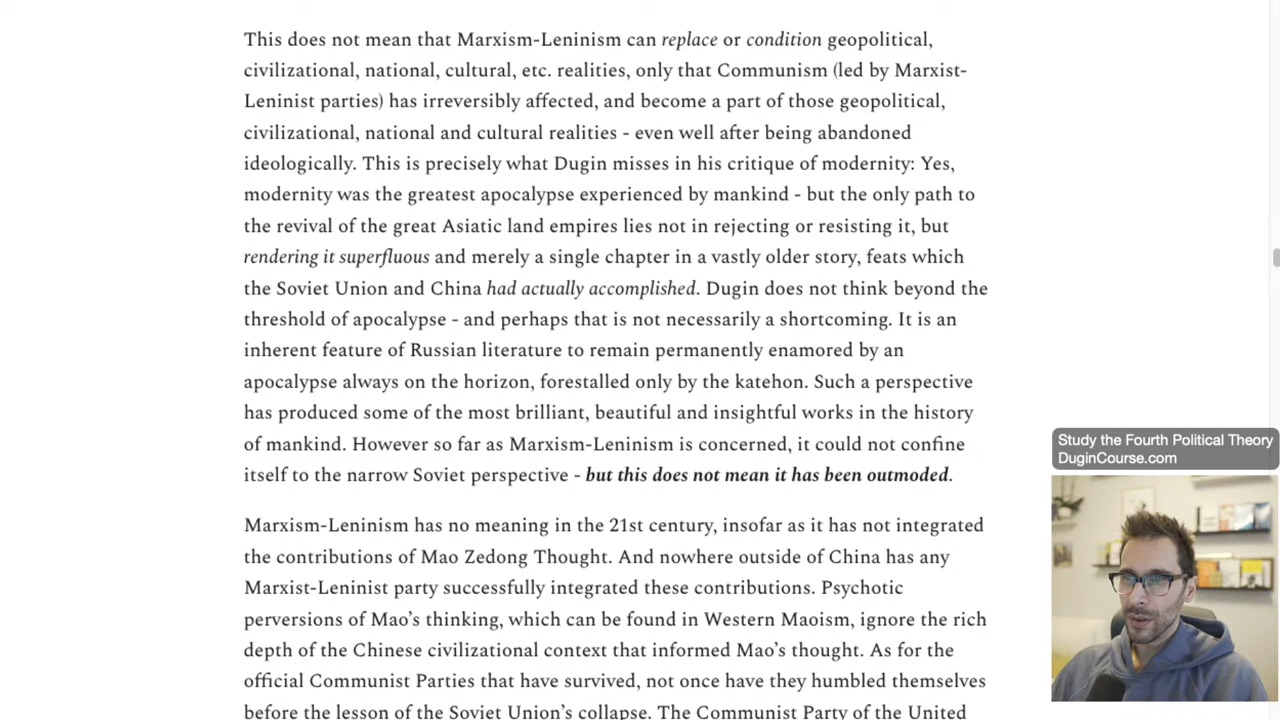 This does not mean that Marxism-Leninism can replace or condition geopolitical,
civilizational, national, cultural, etc. realities, only that Communism (led by Marxist-
Leninist parties) has irreversibly affected, and become a part of those geopolitical,
civilizational, national and cultural realities - even well after being abandoned
ideologically. This is precisely what Dugin misses in his critique of modernity: Yes,
modernity was the greatest apocalypse experienced by mankind - but the only path to
the revival of the great Asiatic land empires lies not in rejecting or resisting it, but
rendering it superfluous and merely a single chapter in a vastly older story, feats which
the Soviet Union and China had actually accomplished. Dugin does not think beyond the
threshold of apocalypse - and perhaps that is not necessarily a shortcoming. It is an
inherent feature of Russian literature to remain permanently enamored by an
apocalypse always on the horizon, forestalled only by the katehon. Such a perspective
has produced some of the most brilliant, beautiful and insightful works in the history
of mankind. However so far as Marxism-Leninism is concerned, it could not confine
itself to the narrow Soviet perspective - but this does not mean it has been outmoded.
Marxism-Leninism has no meaning in the 21st century, insofar as it has not integrated
the contributions of Mao Zedong Thought. And nowhere outside of China has any
Marxist-Leninist party successfully integrated these contributions. Psychotic
perversions of Mao's thinking, which can be found in Western Maoism, ignore the rich
depth of the Chinese civilizational context that informed Mao's thought. As for the
official Communist Parties that have survived, not once have they humbled themselves
before the lesson of the Soviet Union's collapse. The Communist Party of the United
Study the Fourth Political Theory
DuginCourse.com